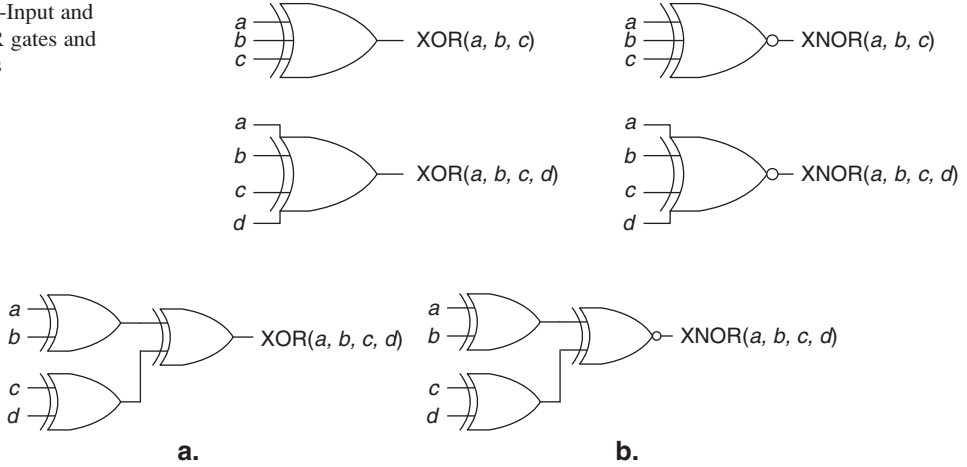 -Input and
R gates and
s
a
b
c
XOR(a, b, c)
a
b
c
XNOR(a, b, c)
a
b
c
d
XOR(a, b, c, d)
a
b
c
d
XNOR(a, b, c, d)
a
b
c
d
XOR(a, b, c, d)
a
b
c
d
XNOR(a, b, c, d)
a.
b.